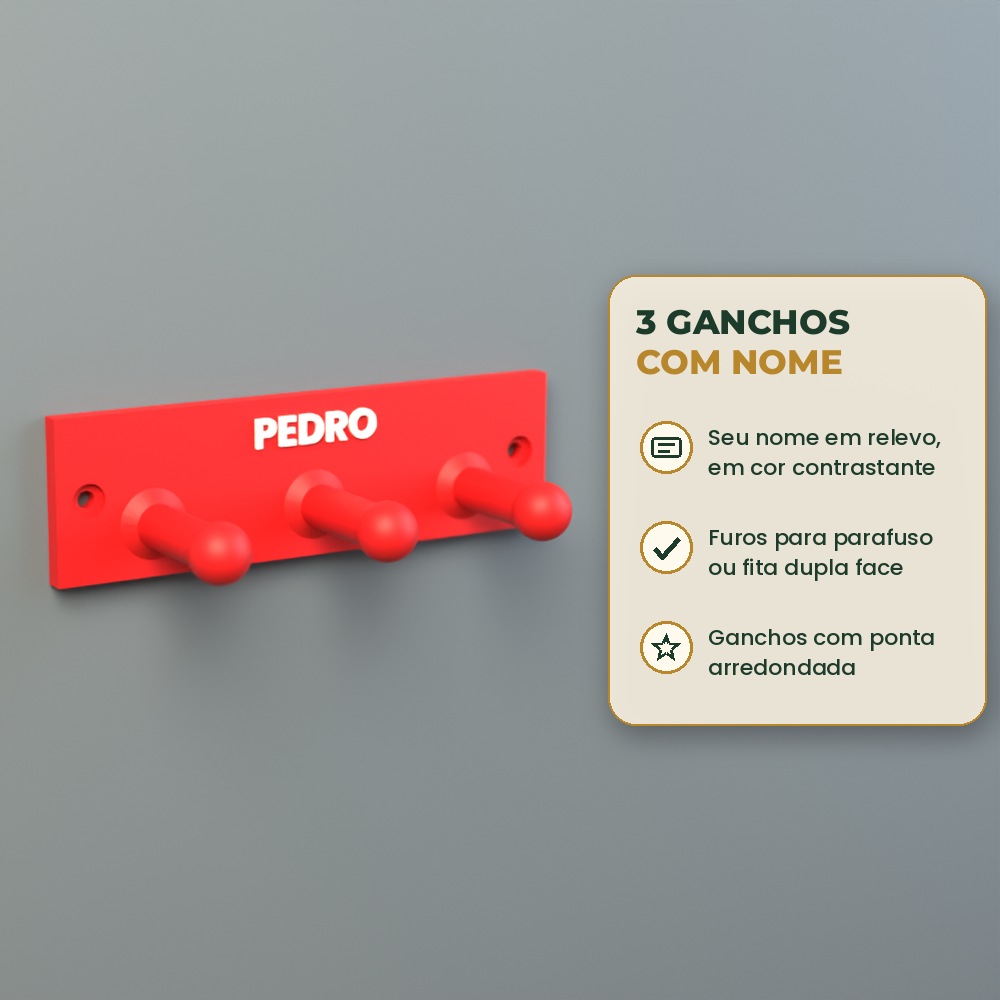 PEDRO
3 GANCHOS
COM NOME
Seu nome em relevo,
em cor contrastante
Furos para parafuso
ou fita dupla face
Ganchos com ponta
arredondada